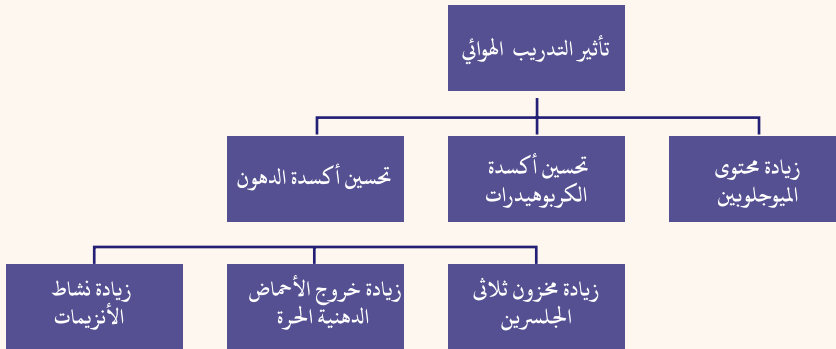 تأثير التدريب الهوائي
زيادة محتوى
الميوجلوبين
تحسين أكسدة
الكربوهيدرات
تحسين أكسدة الدهون
زيادة مخزون ثلاثى
الجلسرين
زيادة خروج الأحماض
الدهنية الحرة
زيادة نشاط
الأنزيمات